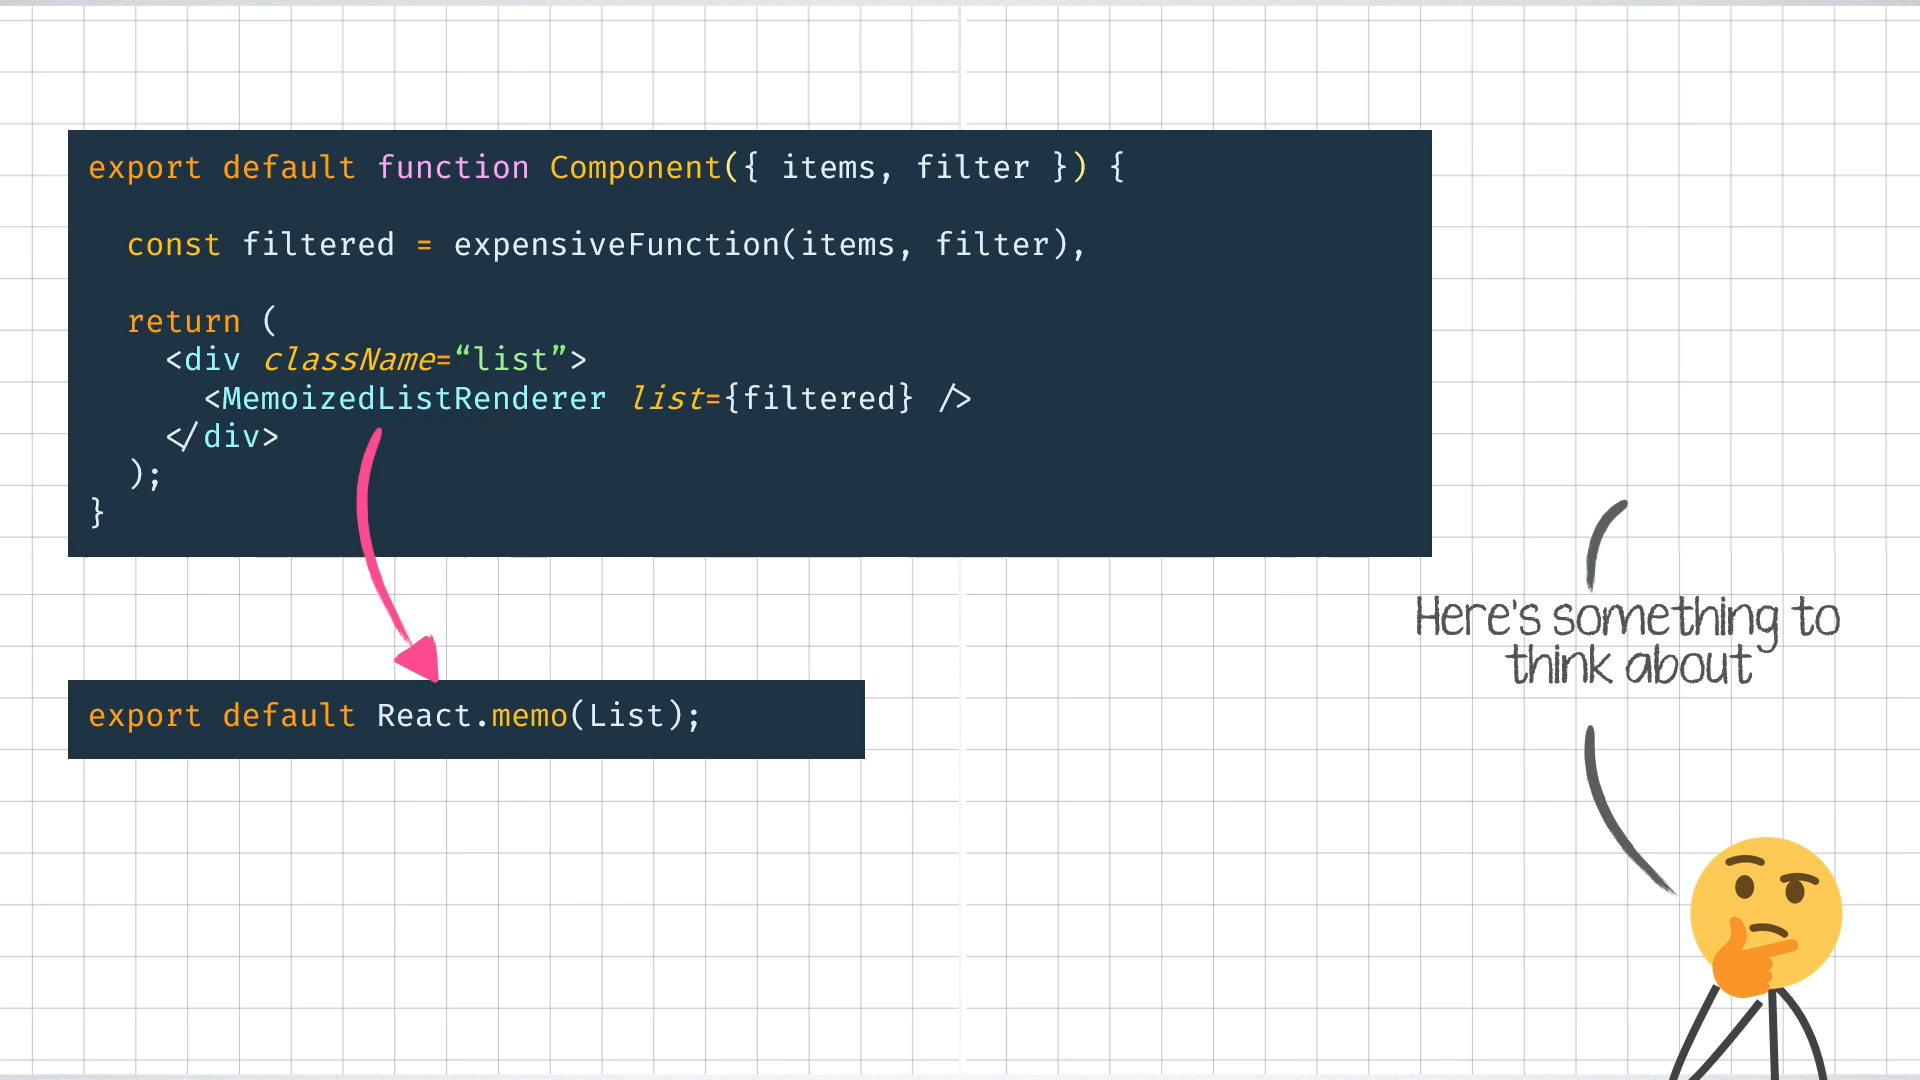 export default function Component({ items, filter }) {
const filtered = expensiveFunction(items, filter),
return (
<div className=“list”>
<MemoizedListRenderer list={filtered} />
</div>
);
}
export default React.memo(List);
Here's something to
think about